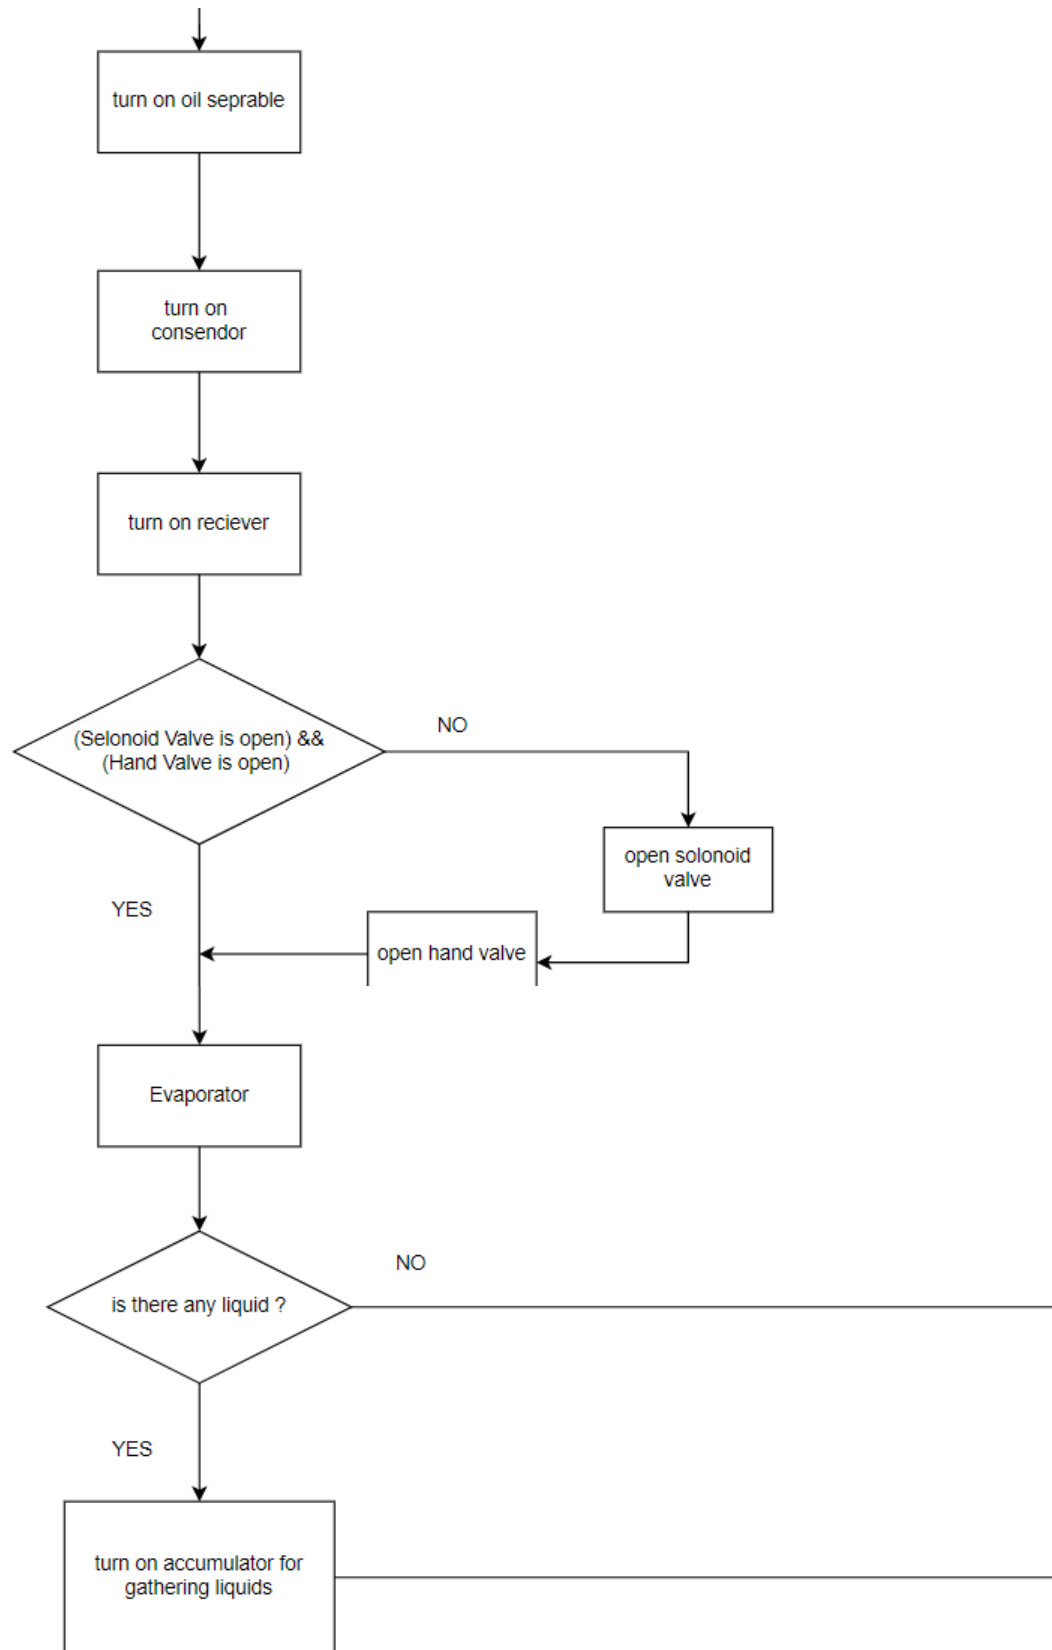 turn on oil seprable
turn on
consendor
turn on reciever
(Selonoid Valve is open) &&
(Hand Valve is open)
NO
open solonoid
valve
YES
open hand valve
Evaporator
is there any liquid ?
NO
YES
turn on accumulator for
gathering liquids